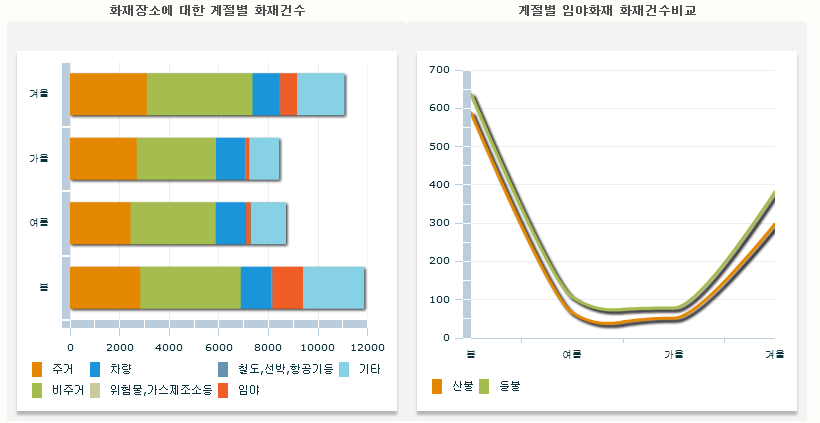 화재장소에 대한 계절별 화재건수
계절별 임야화재 화재건수비교
겨울
가을
여름
봄
0 2000 4000 6000 8000 10000 12000
주거 차량 철도,선박,항공기등 기타
비주거 위험물,가스제조소등 임야
700
600
500
400
300
200
100
0
봄 여름 가을 겨울
산봉 들봉